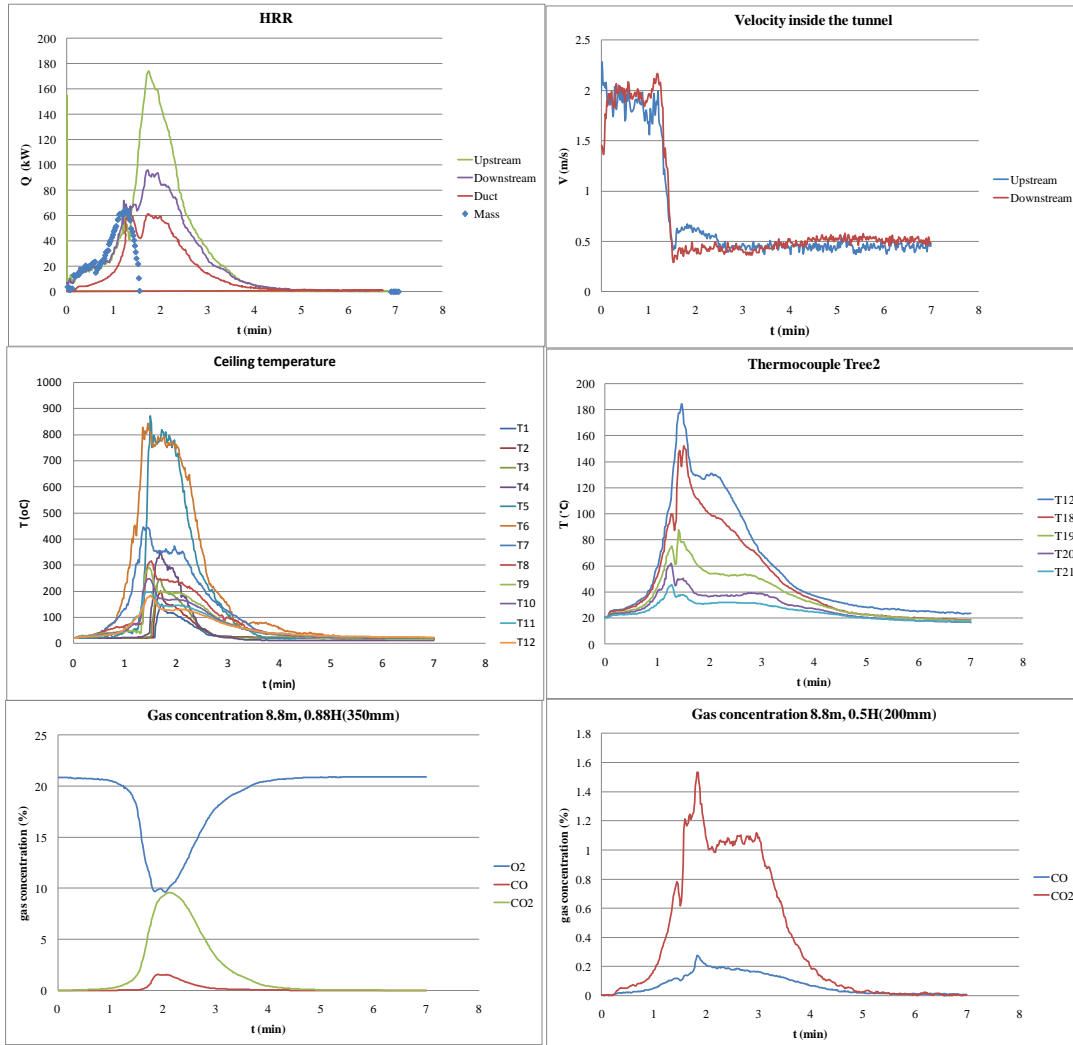 HRR
200
180
160
140
120
100
80
60
40
20
0
Q (kW)
0 1 2 3 4 5 6 7 8
t (min)
Upstream
Downstream
Duct
Mass
Velocity inside the tunnel
2.5
2
1.5
1
0.5
0
V (m/s)
0 1 2 3 4 5 6 7 8
t (min)
Upstream
Downstream
Ceiling temperature
1000
900
800
700
600
500
400
300
200
100
0
T (oC)
0 1 2 3 4 5 6 7 8
t (min)
T1
T2
T3
T4
T5
T6
T7
T8
T9
T10
T11
T12
Thermocouple Tree2
200
180
160
140
120
100
80
60
40
20
0
T (°C)
0 1 2 3 4 5 6 7 8
t (min)
T12
T18
T19
T20
T21
Gas concentration 8.8m, 0.88H(350mm)
25
20
15
10
5
0
gas concentration (%)
0 1 2 3 4 5 6 7 8
t (min)
O2
CO
CO2
Gas concentration 8.8m, 0.5H(200mm)
1.8
1.6
1.4
1.2
1
0.8
0.6
0.4
0.2
0
gas concentration (%)
0 1 2 3 4 5 6 7 8
t (min)
CO
CO2